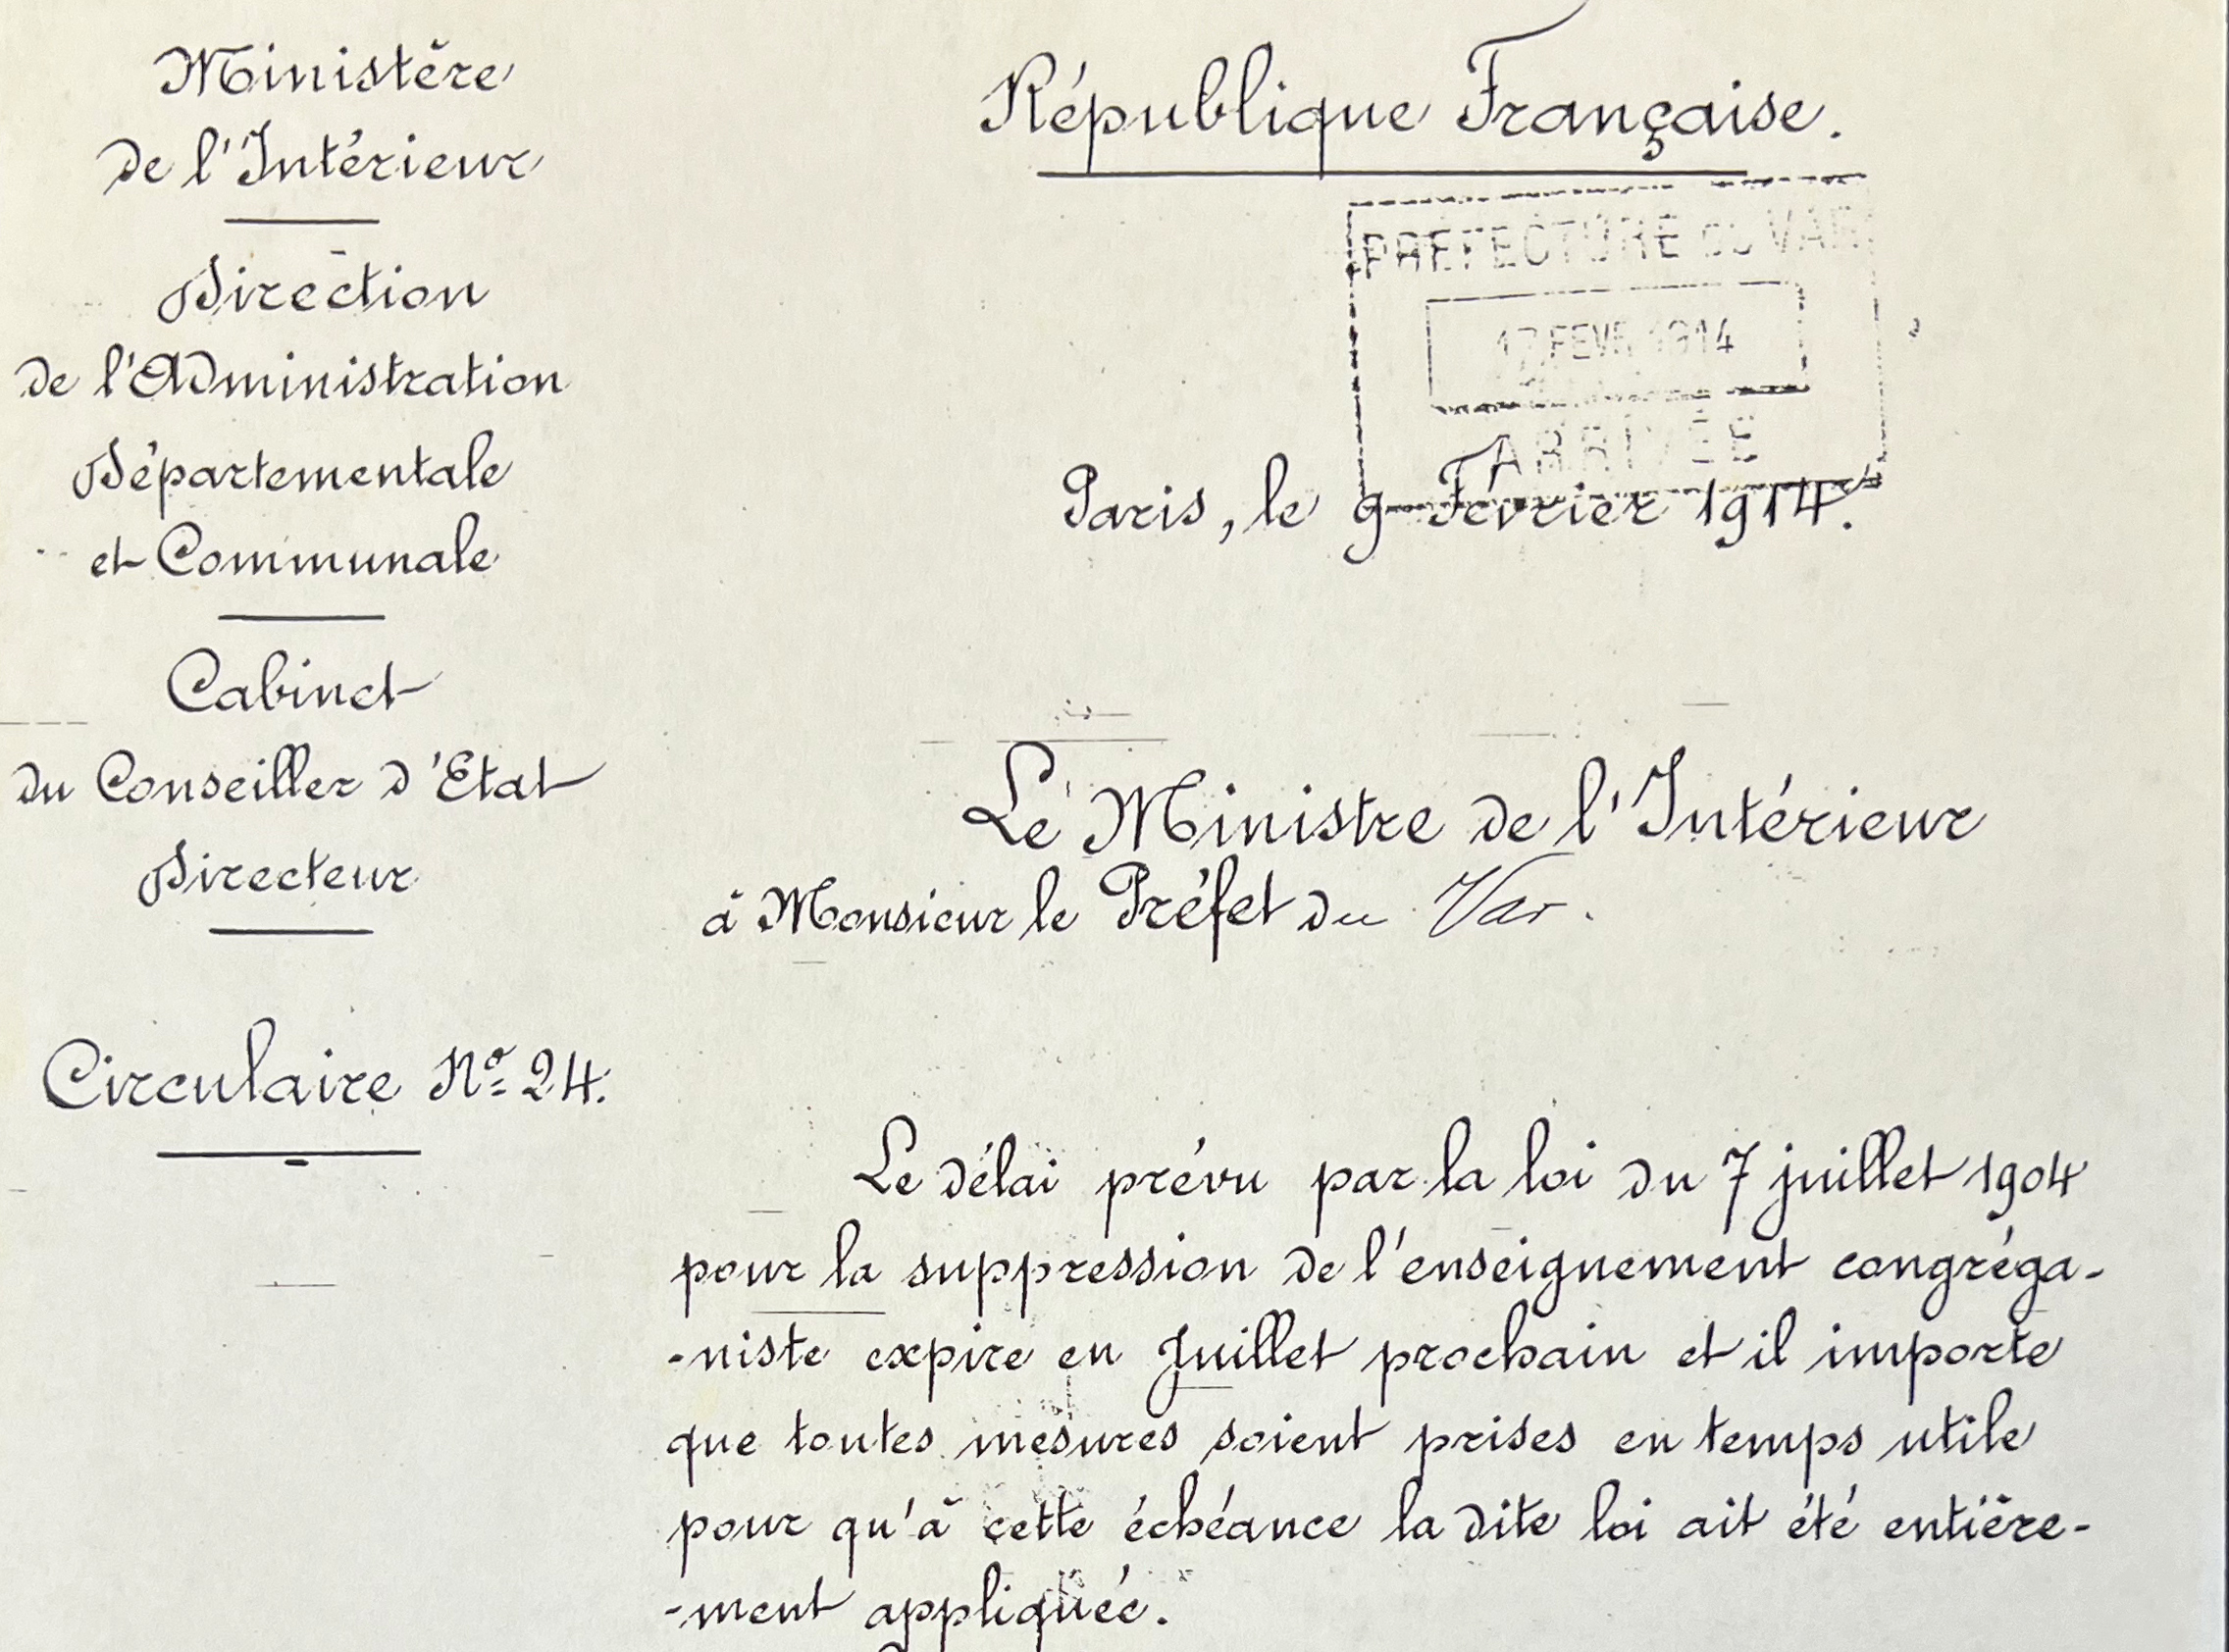 Ministère
de l'Intérieur
Direction
de l'Administration
Départementale
et Communale
Cabinet
du Conseiller d'Etat
Directeur
Circulaire Nº 24.
République Française.
PRÉFECTURE DU VAR
FEVR 1914
ARRIVÉE
Paris, le 9 Février 1914.
Le Ministre de l'Intérieur
à Monsieur le Préfet du Var.
Le délai prévu par la loi du 7 juillet 1904
pour la suppression de l'enseignement congréga-
-niste expire en Juillet prochain et il importe
que toutes mesures soient prises en temps utile
pour qu'à cette échéance la dite loi ait été entière-
-ment appliquée.